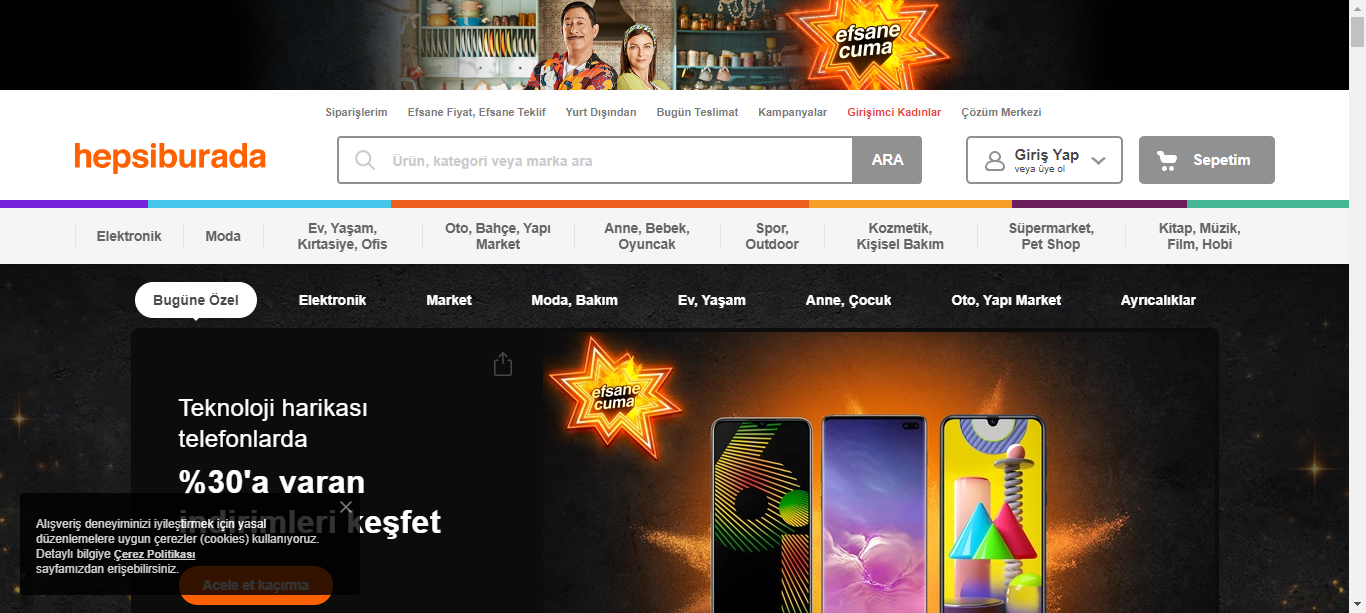 efsane
cuma
Siparişlerim Efsane Fiyat, Efsane Teklif Yurt Dışından Bugün Teslimat Kampanyalar Girişimci Kadınlar Çözüm Merkezi
hepsiburada
Ürün, kategori veya marka ara
ARA
Giriş Yap
veya üye ol
Sepetim
Elektronik
Moda
Ev, Yaşam,
Kırtasiye, Ofis
Oto, Bahçe, Yapı
Market
Anne, Bebek,
Oyuncak
Spor,
Outdoor
Kozmetik,
Kişisel Bakım
Süpermarket,
Pet Shop
Kitap, Müzik,
Film, Hobi
Bugüne Özel Elektronik Market Moda, Bakım Ev, Yaşam Anne, Çocuk Oto, Yapı Market Ayrıcalıklar
efsane
cuma
Teknoloji harikası
telefonlarda
%30'a varan
indirimleri keşfet
Acele et kaçırma
Alışveriş deneyiminizi iyileştirmek için yasal
düzenlemelere uygun çerezler (cookies) kullanıyoruz.
Detaylı bilgiye Çerez Politikası
sayfamızdan erişebilirsiniz.